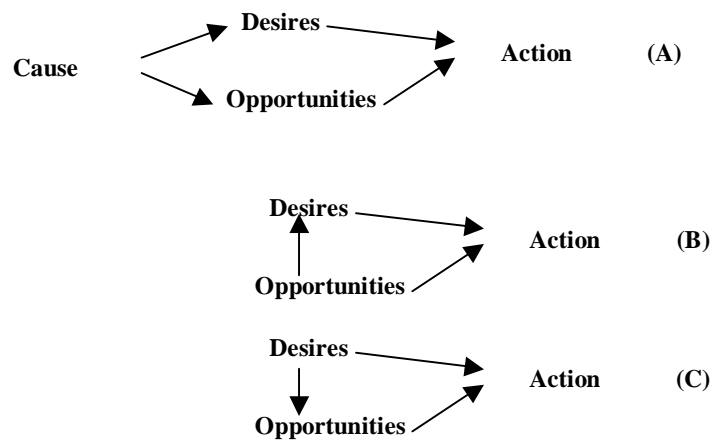 Desires
Cause Action (A)
Opportunities
Desires
Action (B)
Opportunities
Desires
Action (C)
Opportunities